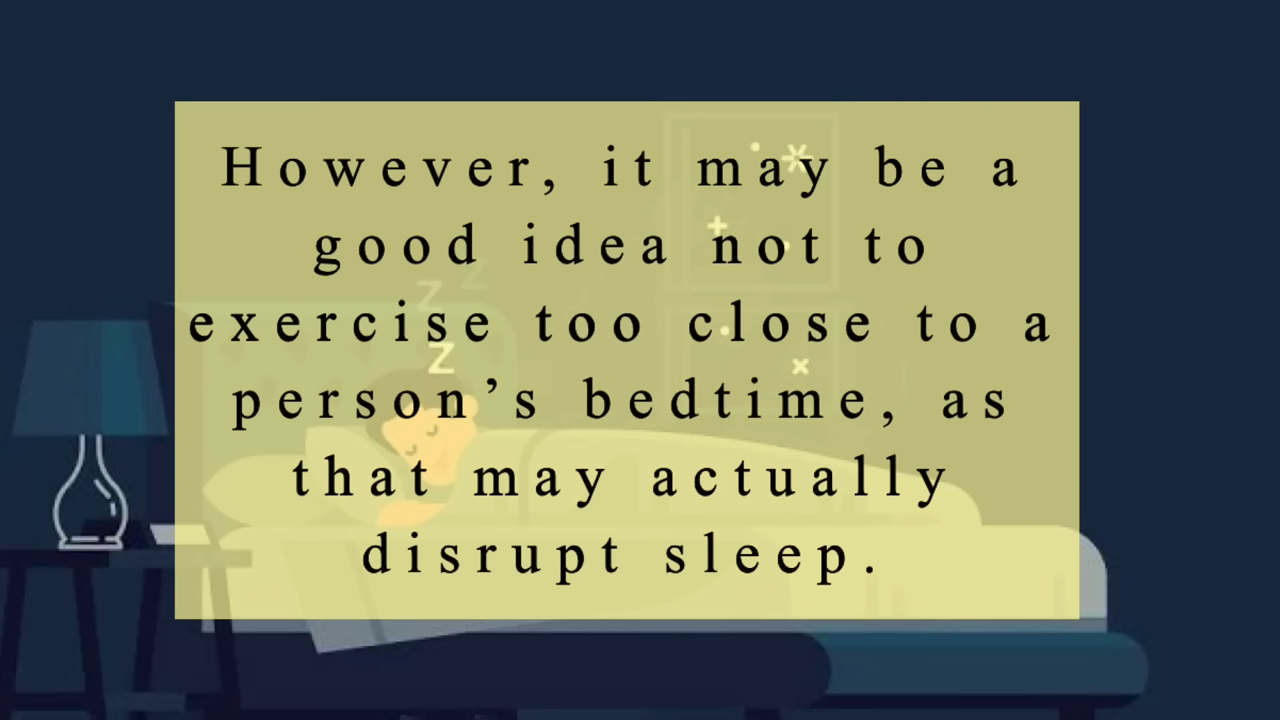 However, it may be a
good idea not to
exercise too close to a
person’s bedtime, as
that may actually
disrupt sleep.
z
z
z